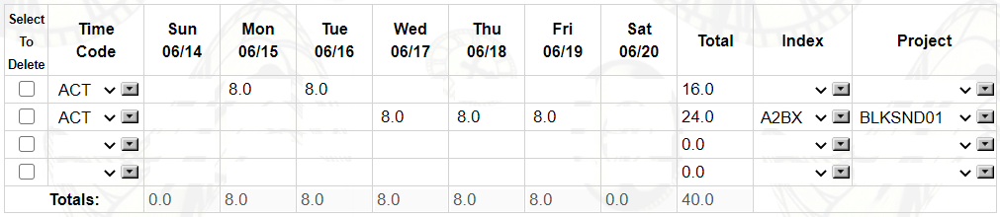 Select To Delete Time Code Sun 06/14 Mon 06/15 Tue 06/16 Wed 06/17 Thu 06/18 Fri 06/19 Sat 06/20 Total Index Project
ACT 8.0 8.0 16.0
ACT 8.0 8.0 8.0 24.0 A2BX BLKSND01
0.0
0.0
Totals: 0.0 8.0 8.0 8.0 8.0 8.0 0.0 40.0